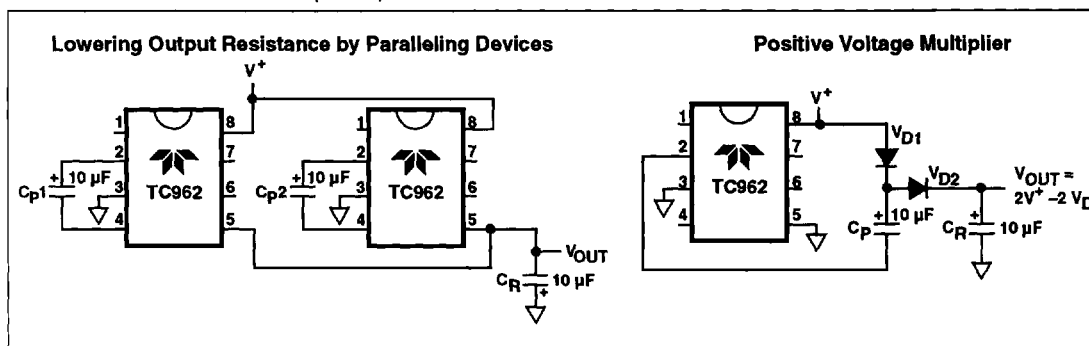 Lowering Output Resistance by Paralleling Devices
V+
1
2
3
4
8
7
6
5
TC962
CP1
+
10 µF
1
2
3
4
8
7
6
5
TC962
CP2
+
10 µF
VOUT
CR
10 µF
+
Positive Voltage Multiplier
V+
1
2
3
4
8
7
6
5
TC962
VD1
VD2
VOUT =
2V+ –2 VD
+
10 µF
CP
+
CR
10 µF